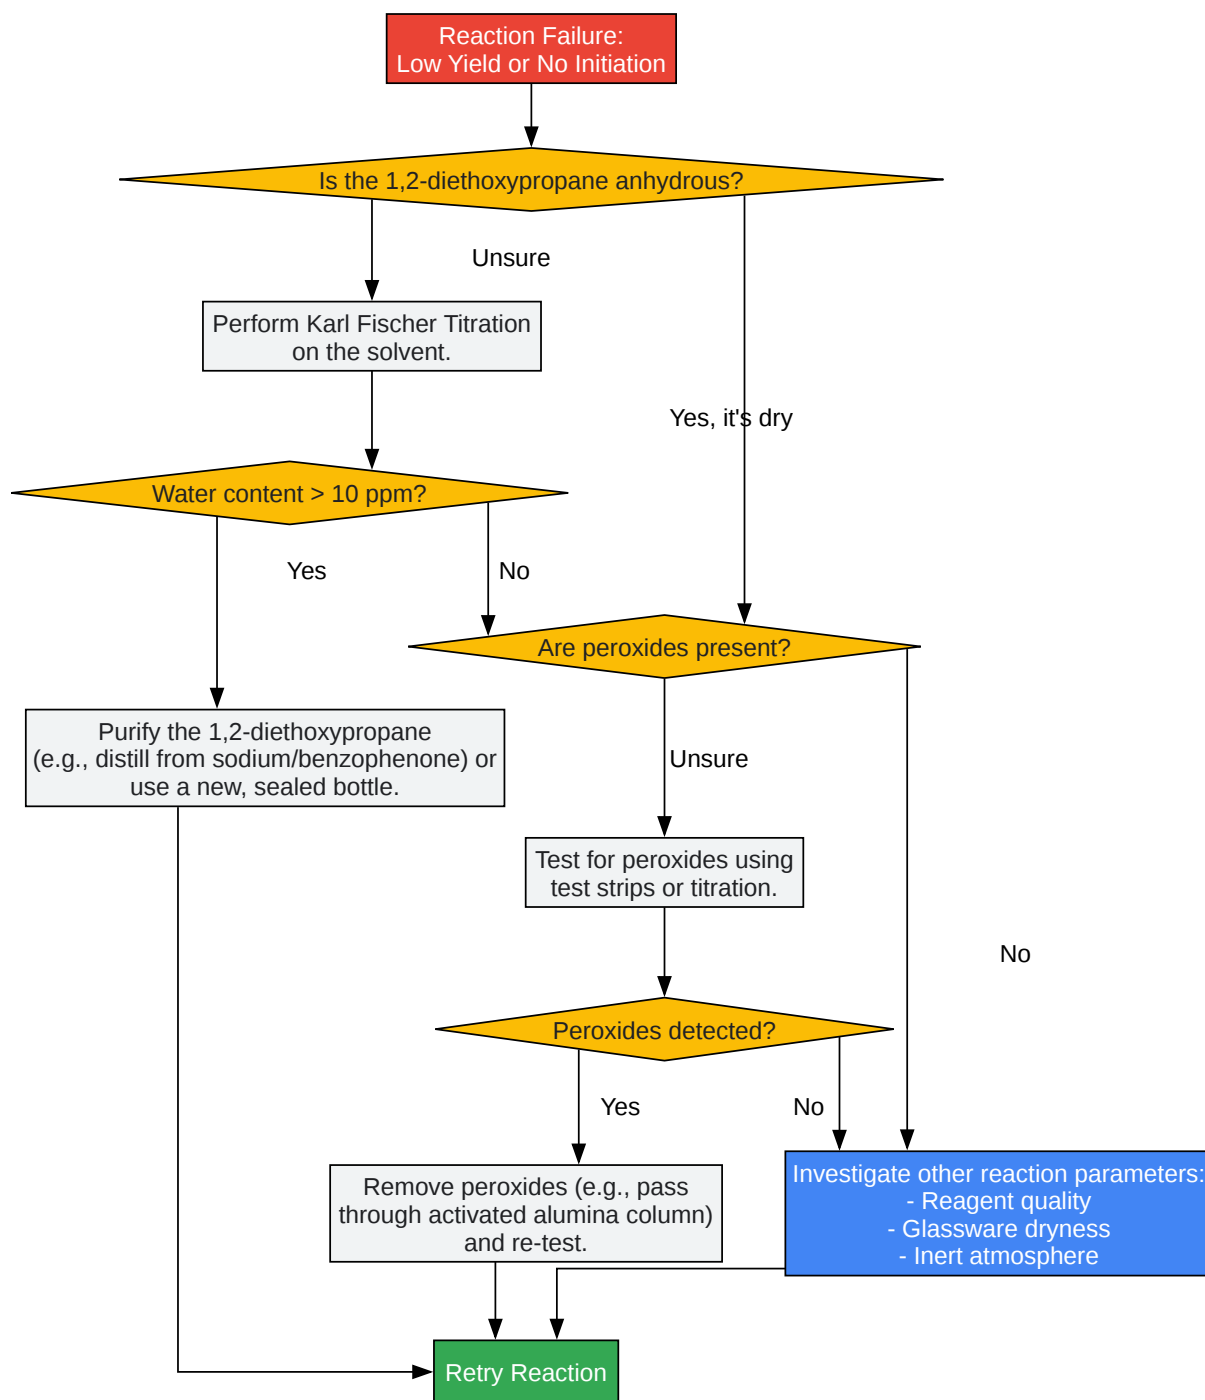 Reaction Failure:
Low Yield or No Initiation
Is the 1,2-diethoxypropane anhydrous?
Unsure
Perform Karl Fischer Titration
on the solvent.
Yes, it's dry
Water content > 10 ppm?
Yes
No
Are peroxides present?
Purify the 1,2-diethoxypropane
(e.g., distill from sodium/benzophenone) or
use a new, sealed bottle.
Unsure
Test for peroxides using
test strips or titration.
No
Peroxides detected?
Yes
No
Remove peroxides (e.g., pass
through activated alumina column)
and re-test.
Investigate other reaction parameters:
- Reagent quality
- Glassware dryness
- Inert atmosphere
Retry Reaction